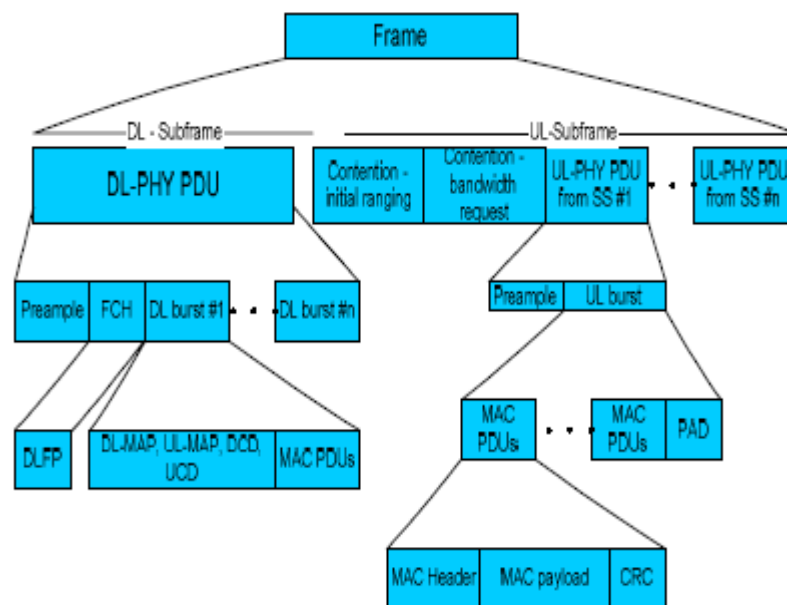 Frame
DL - Subframe
UL-Subframe
DL-PHY PDU
Contention -
initial ranging
Contention -
bandwidth
request
UL-PHY PDU
from SS #1
UL-PHY PDU
from SS #n
Preample
FCH
DL burst #1
DL burst #n
Preample
UL burst
DLFP
DL-MAP, UL-MAP, DCD,
UCD
MAC PDUs
MAC
PDUs
MAC
PDUs
PAD
MAC Header
MAC payload
CRC